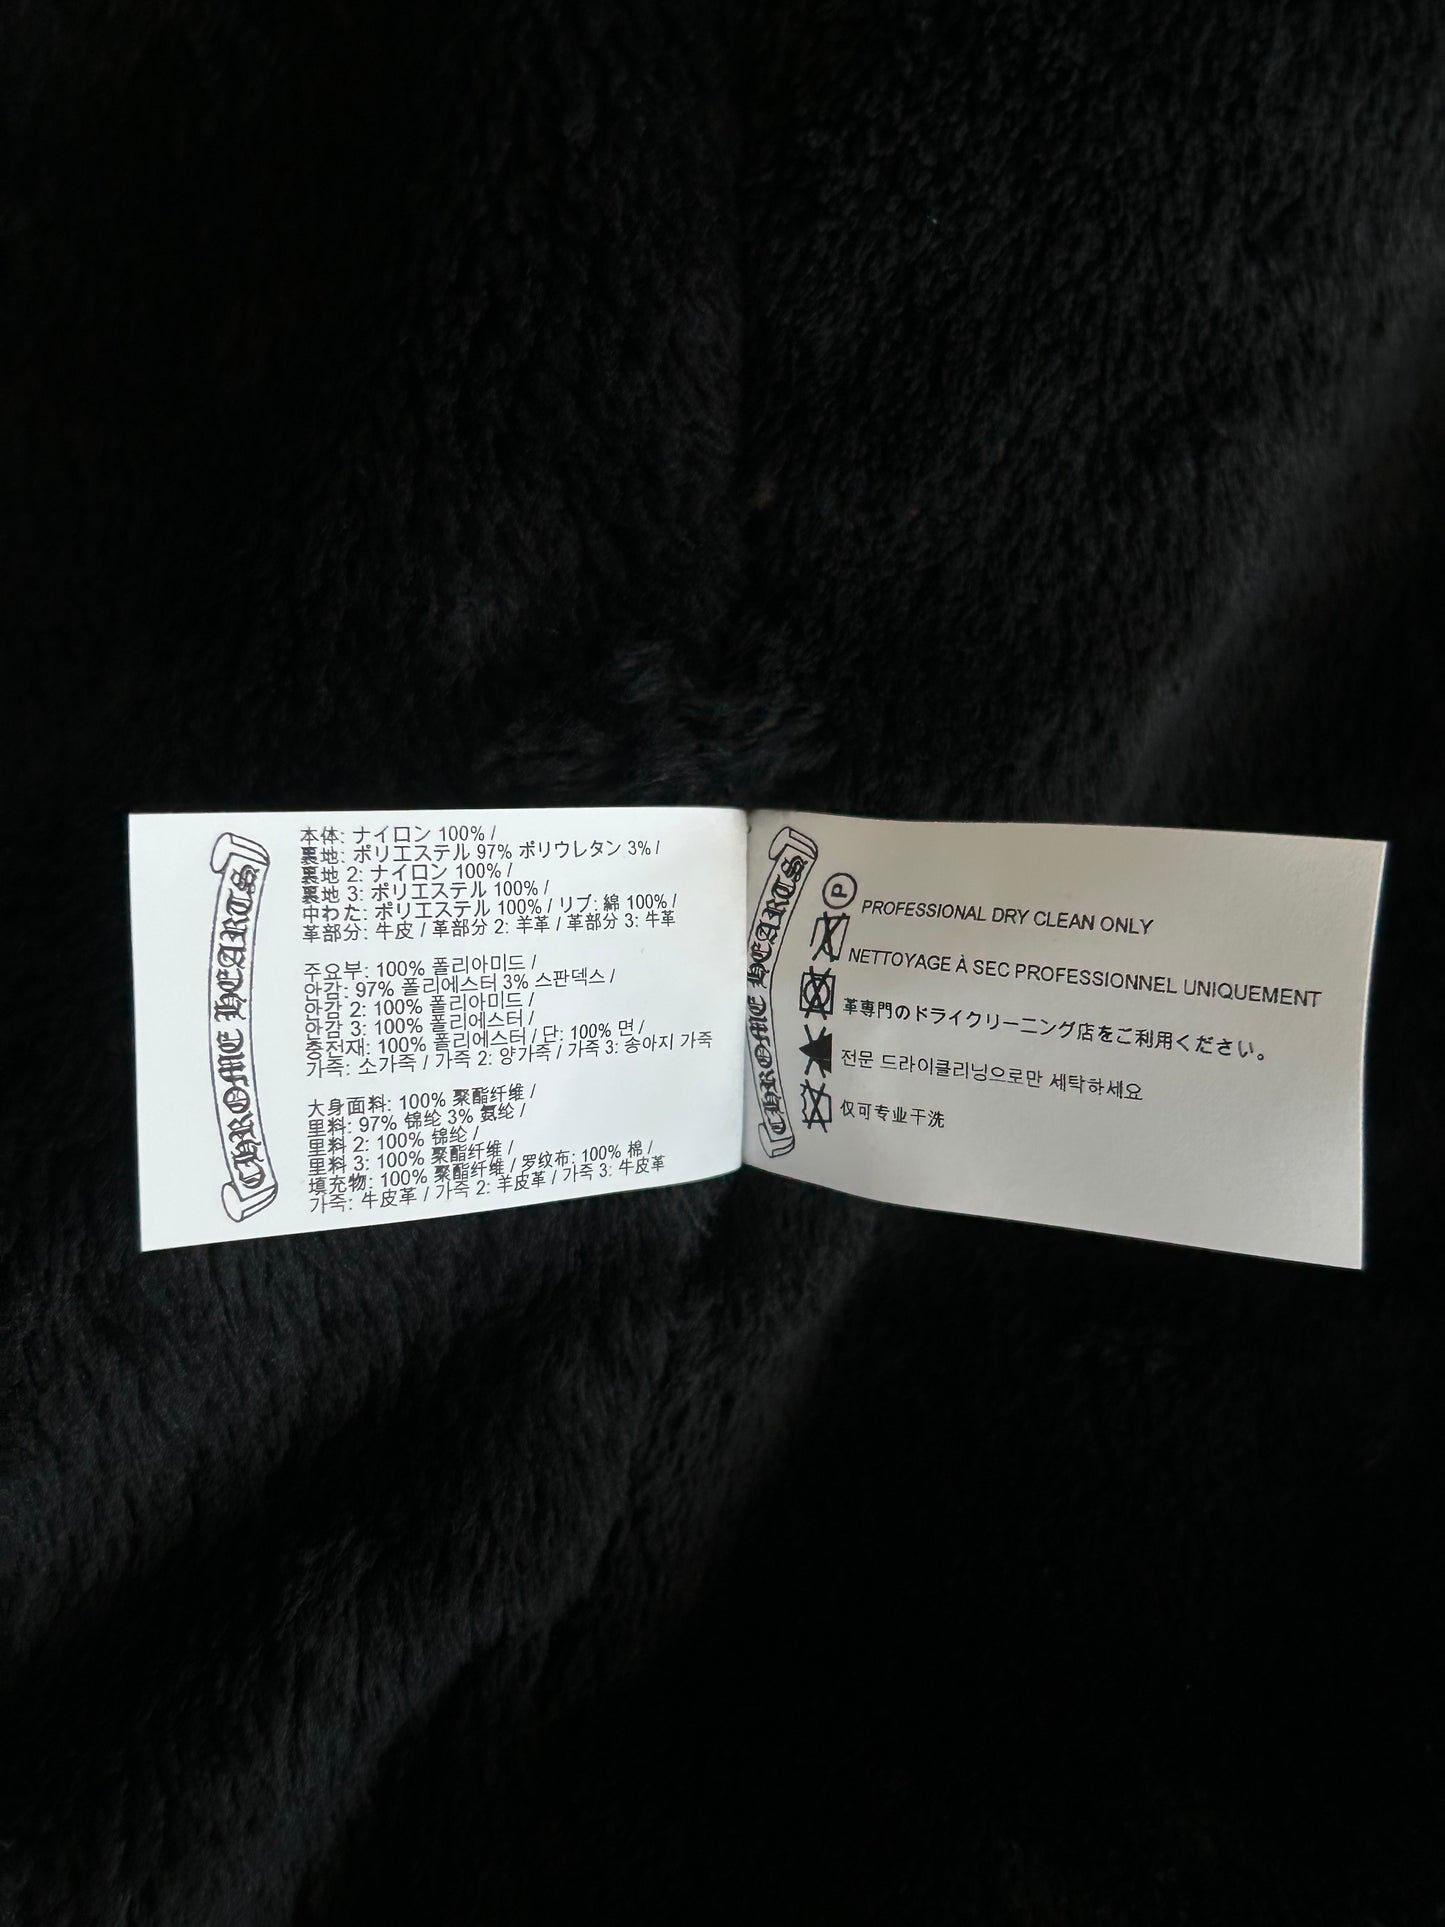 CHROME HEARTS
本体: ナイロン 100% /
裏地: ポリエステル 97% ポリウレタン 3% /
裏地 2: ナイロン 100% /
裏地 3: ポリエステル 100% /
中わた: ポリエステル 100% / リブ: 綿 100% /
革部分: 牛皮 / 革部分 2: 羊革 / 革部分 3: 牛革
주요부: 100% 폴리아미드 /
안감: 97% 폴리에스터 3% 스판덱스 /
안감 2: 100% 폴리아미드 /
안감 3: 100% 폴리에스터 /
충전재: 100% 폴리에스터 / 단: 100% 면 /
가죽: 소가죽 / 가죽 2: 양가죽 / 가죽 3: 송아지 가죽
大身面料: 100% 聚酯纤维 /
里料: 97% 锦纶 3% 氨纶 /
里料 2: 100% 锦纶 /
里料 3: 100% 聚酯纤维 /
填充物: 100% 聚酯纤维 / 罗纹布: 100% 棉 /
가죽: 牛皮革 / 가죽 2: 羊皮革 / 가죽 3: 牛皮革
CHROME HEARTS
P
PROFESSIONAL DRY CLEAN ONLY
NETTOYAGE À SEC PROFESSIONNEL UNIQUEMENT
革専門のドライクリーニング店をご利用ください。
전문 드라이클리닝으로만 세탁하세요
仅可专业干洗